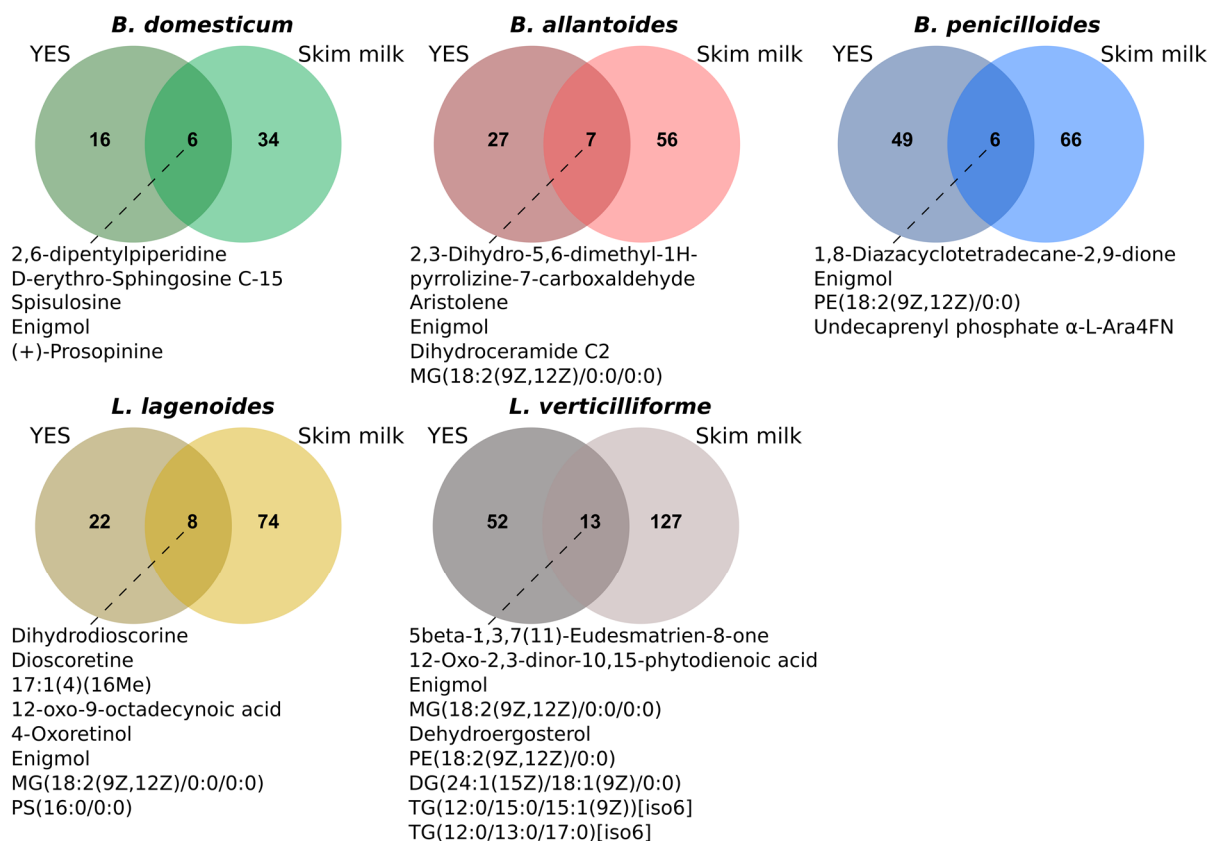 B. domesticum
YES
Skim milk
16
6
34
2,6-dipentylpiperidine
D-erythro-Sphingosine C-15
Spisulosine
Enigmol
(+)-Prosopinine
B. allantoides
YES
Skim milk
27
7
56
2,3-Dihydro-5,6-dimethyl-1H-
pyrrolizine-7-carboxaldehyde
Aristolene
Enigmol
Dihydroceramide C2
MG(18:2(9Z,12Z)/0:0/0:0)
B. penicilloides
YES
Skim milk
49
6
66
1,8-Diazacyclotetradecane-2,9-dione
Enigmol
PE(18:2(9Z,12Z)/0:0)
Undecaprenyl phosphate α-L-Ara4FN
L. lagenoides
YES
Skim milk
22
8
74
Dihydrodioscorine
Dioscoretine
17:1(4)(16Me)
12-oxo-9-octadecynoic acid
4-Oxoretinol
Enigmol
MG(18:2(9Z,12Z)/0:0/0:0)
PS(16:0/0:0)
L. verticilliforme
YES
Skim milk
52
13
127
5beta-1,3,7(11)-Eudesmatrien-8-one
12-Oxo-2,3-dinor-10,15-phytodienoic acid
Enigmol
MG(18:2(9Z,12Z)/0:0/0:0)
Dehydroergosterol
PE(18:2(9Z,12Z)/0:0)
DG(24:1(15Z)/18:1(9Z)/0:0)
TG(12:0/15:0/15:1(9Z))[iso6]
TG(12:0/13:0/17:0)[iso6]